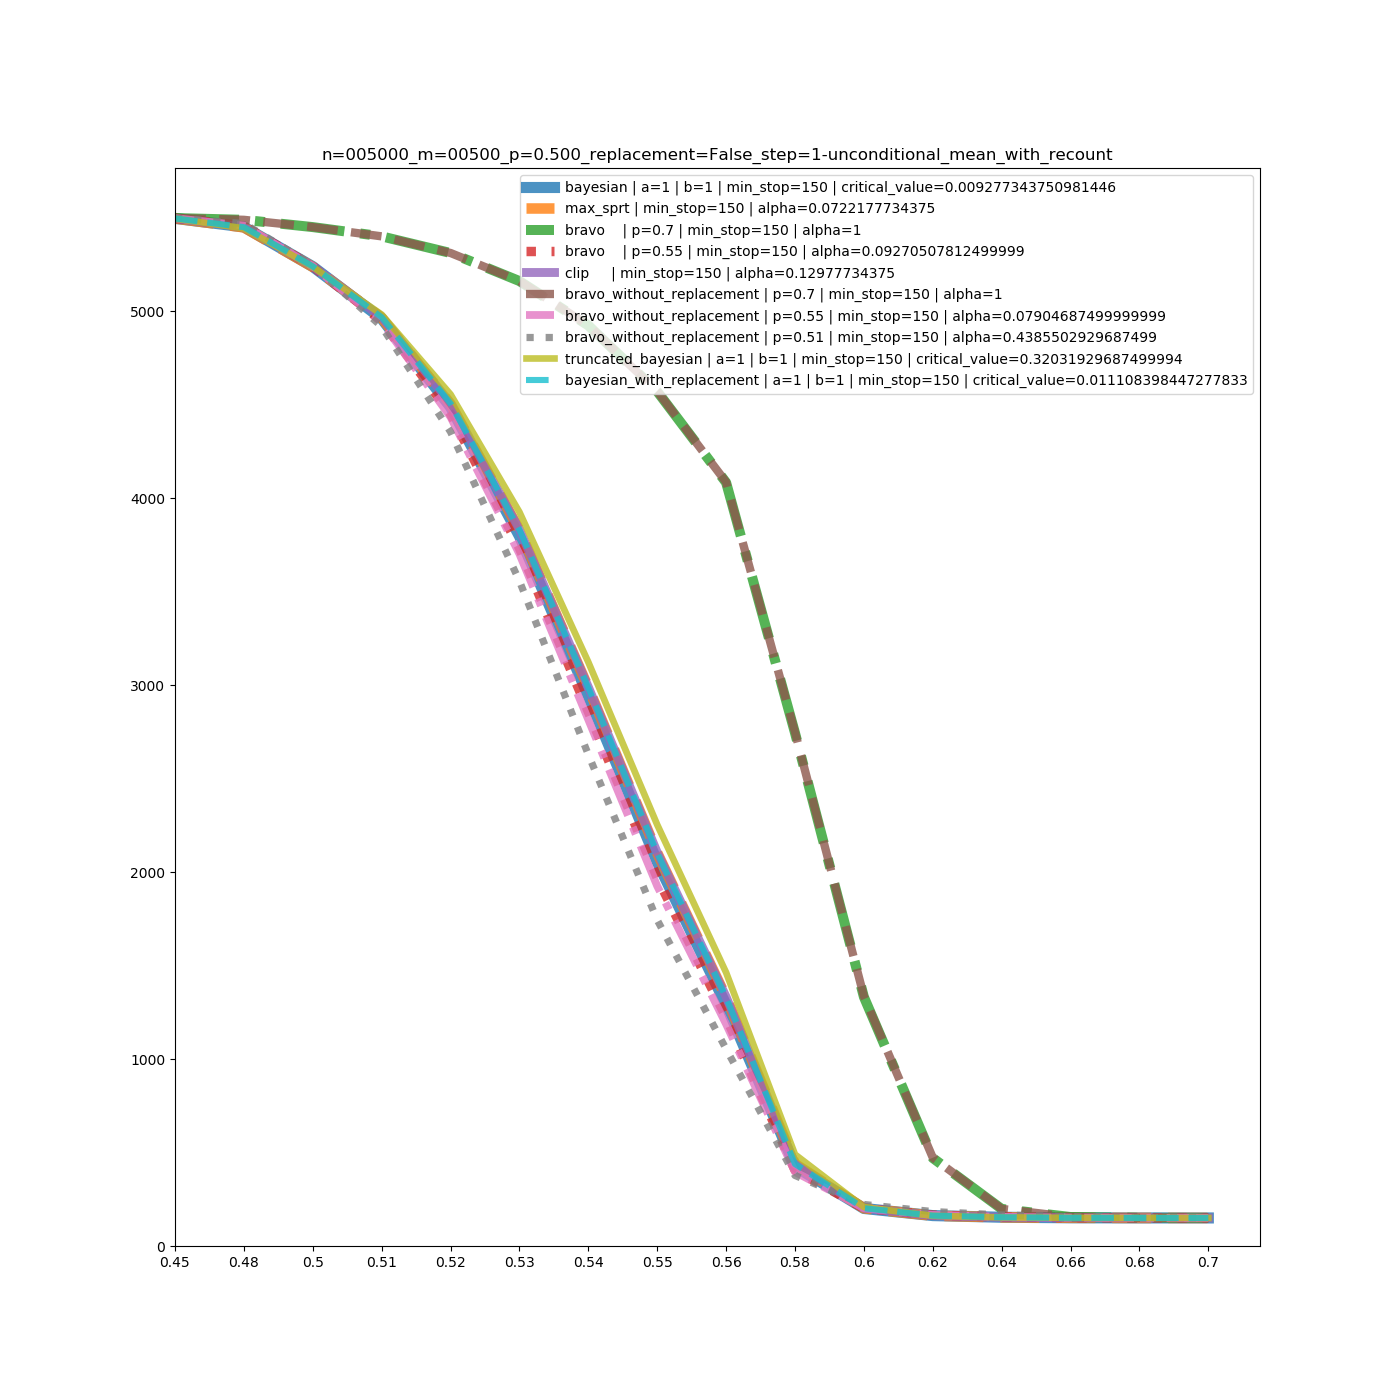 n=005000_m=00500_p=0.500_replacement=False_step=1-unconditional_mean_with_recount
bayesian | a=1 | b=1 | min_stop=150 | critical_value=0.009277343750981446
max_sprt | min_stop=150 | alpha=0.0722177734375
bravo    | p=0.7 | min_stop=150 | alpha=1
bravo    | p=0.55 | min_stop=150 | alpha=0.09270507812499999
clip     | min_stop=150 | alpha=0.12977734375
bravo_without_replacement | p=0.7 | min_stop=150 | alpha=1
bravo_without_replacement | p=0.55 | min_stop=150 | alpha=0.07904687499999999
bravo_without_replacement | p=0.51 | min_stop=150 | alpha=0.4385502929687499
truncated_bayesian | a=1 | b=1 | min_stop=150 | critical_value=0.32031929687499994
bayesian_with_replacement | a=1 | b=1 | min_stop=150 | critical_value=0.011108398447277833
5000
4000
3000
2000
1000
0
0.45 0.48 0.5 0.51 0.52 0.53 0.54 0.55 0.56 0.58 0.6 0.62 0.64 0.66 0.68 0.7